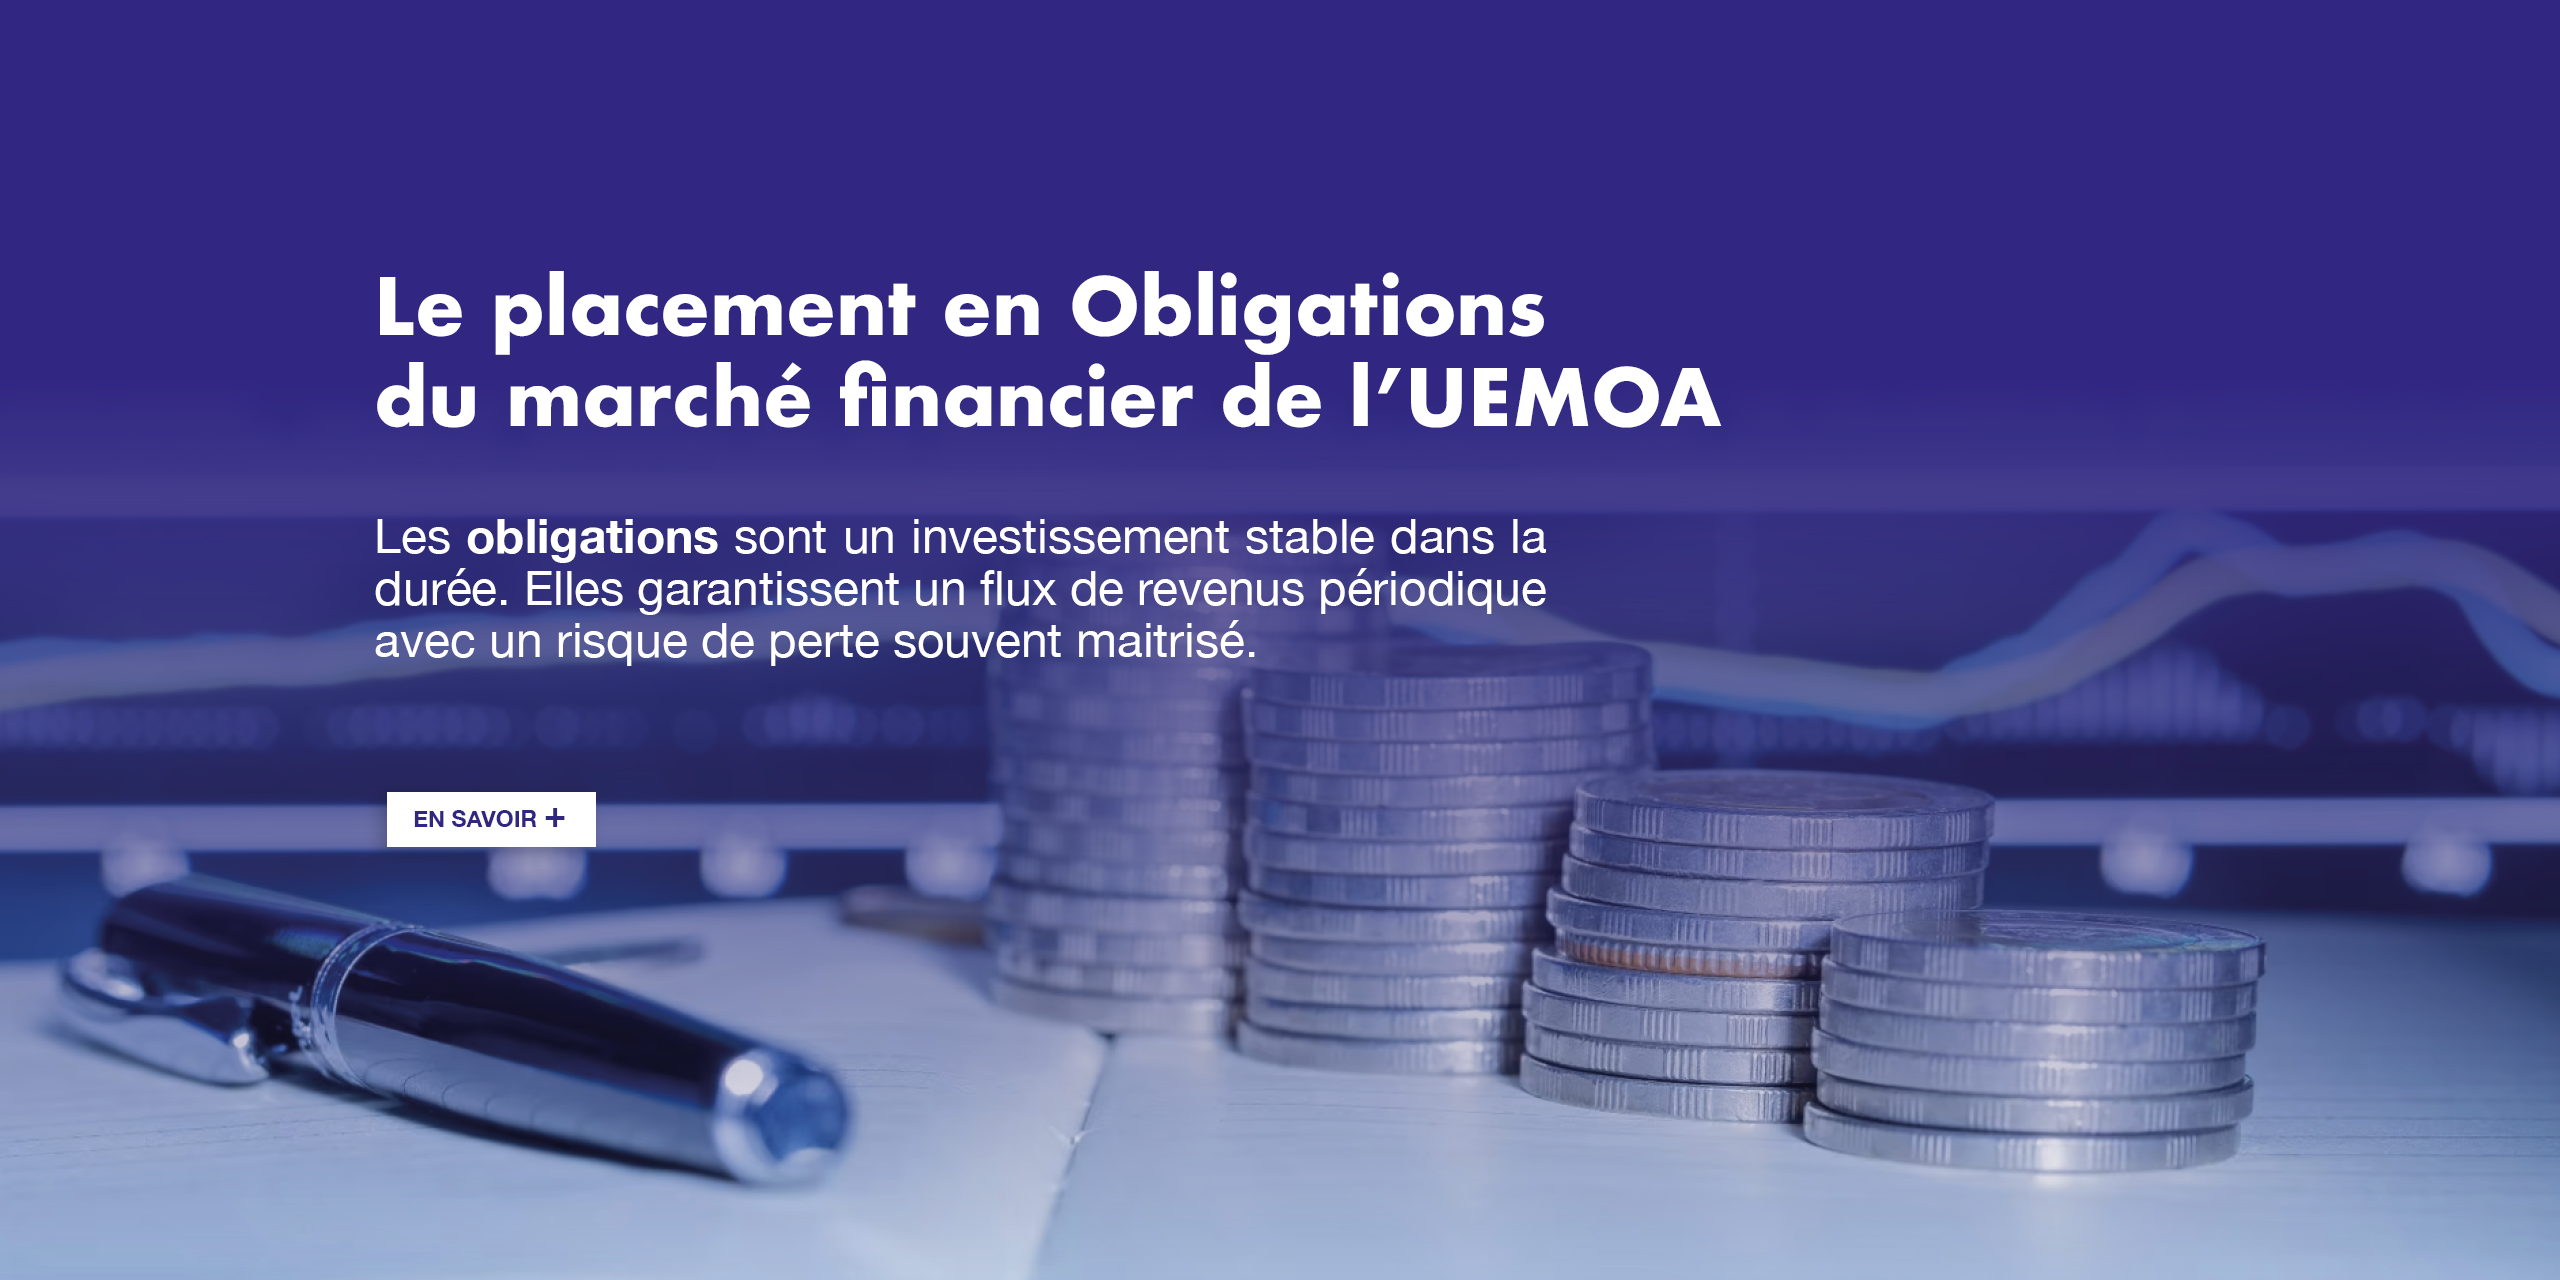 Le placement en Obligations
du marché financier de l’UEMOA
Les obligations sont un investissement stable dans la
durée. Elles garantissent un flux de revenus périodique
avec un risque de perte souvent maitrisé.
EN SAVOIR +